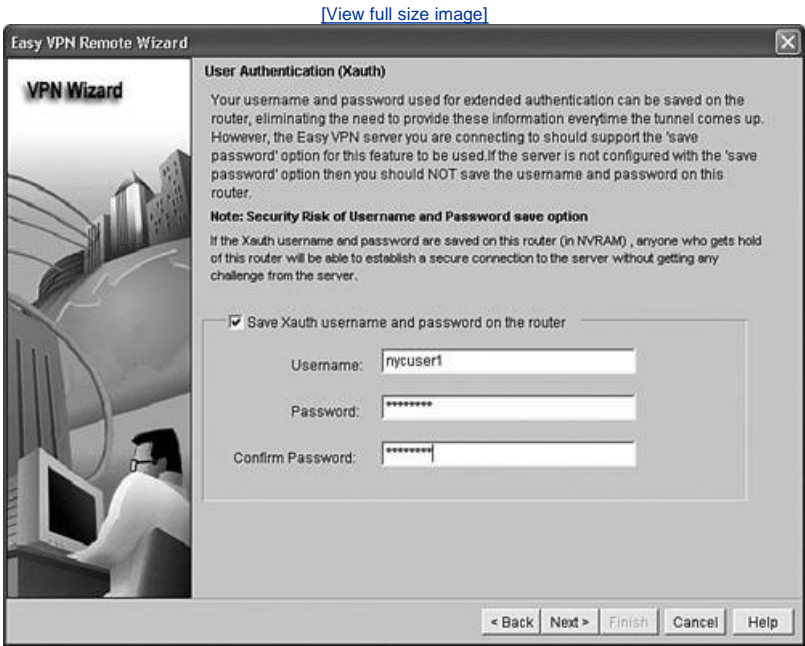 [View full size image]
Easy VPN Remote Wizard
VPN Wizard
User Authentication (Xauth)
Your username and password used for extended authentication can be saved on the
router, eliminating the need to provide these information everytime the tunnel comes up.
However, the Easy VPN server you are connecting to should support the 'save
password' option for this feature to be used.If the server is not configured with the 'save
password' option then you should NOT save the username and password on this
router.
Note: Security Risk of Username and Password save option
If the Xauth username and password are saved on this router (in NVRAM) , anyone who gets hold
of this router will be able to establish a secure connection to the server without getting any
challenge from the server.
Save Xauth username and password on the router
Username: nycuser1
Password: ********
Confirm Password: ********
< Back Next > Finish Cancel Help